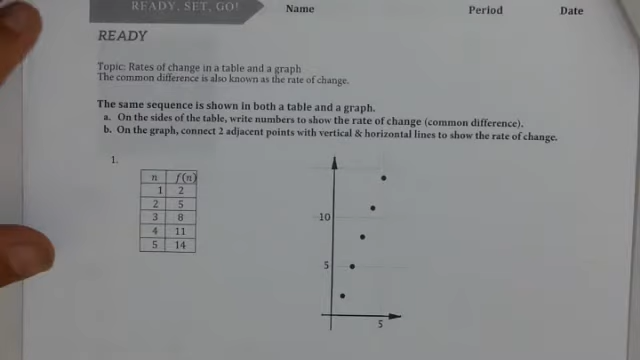 READY, SET, GO!
Name
Period
Date
READY
Topic: Rates of change in a table and a graph
The common difference is also known as the rate of change.
The same sequence is shown in both a table and a graph.
a. On the sides of the table, write numbers to show the rate of change (common difference).
b. On the graph, connect 2 adjacent points with vertical & horizontal lines to show the rate of change.
1.
n f(n)
1 2
2 5
3 8
4 11
5 14
10
5
5